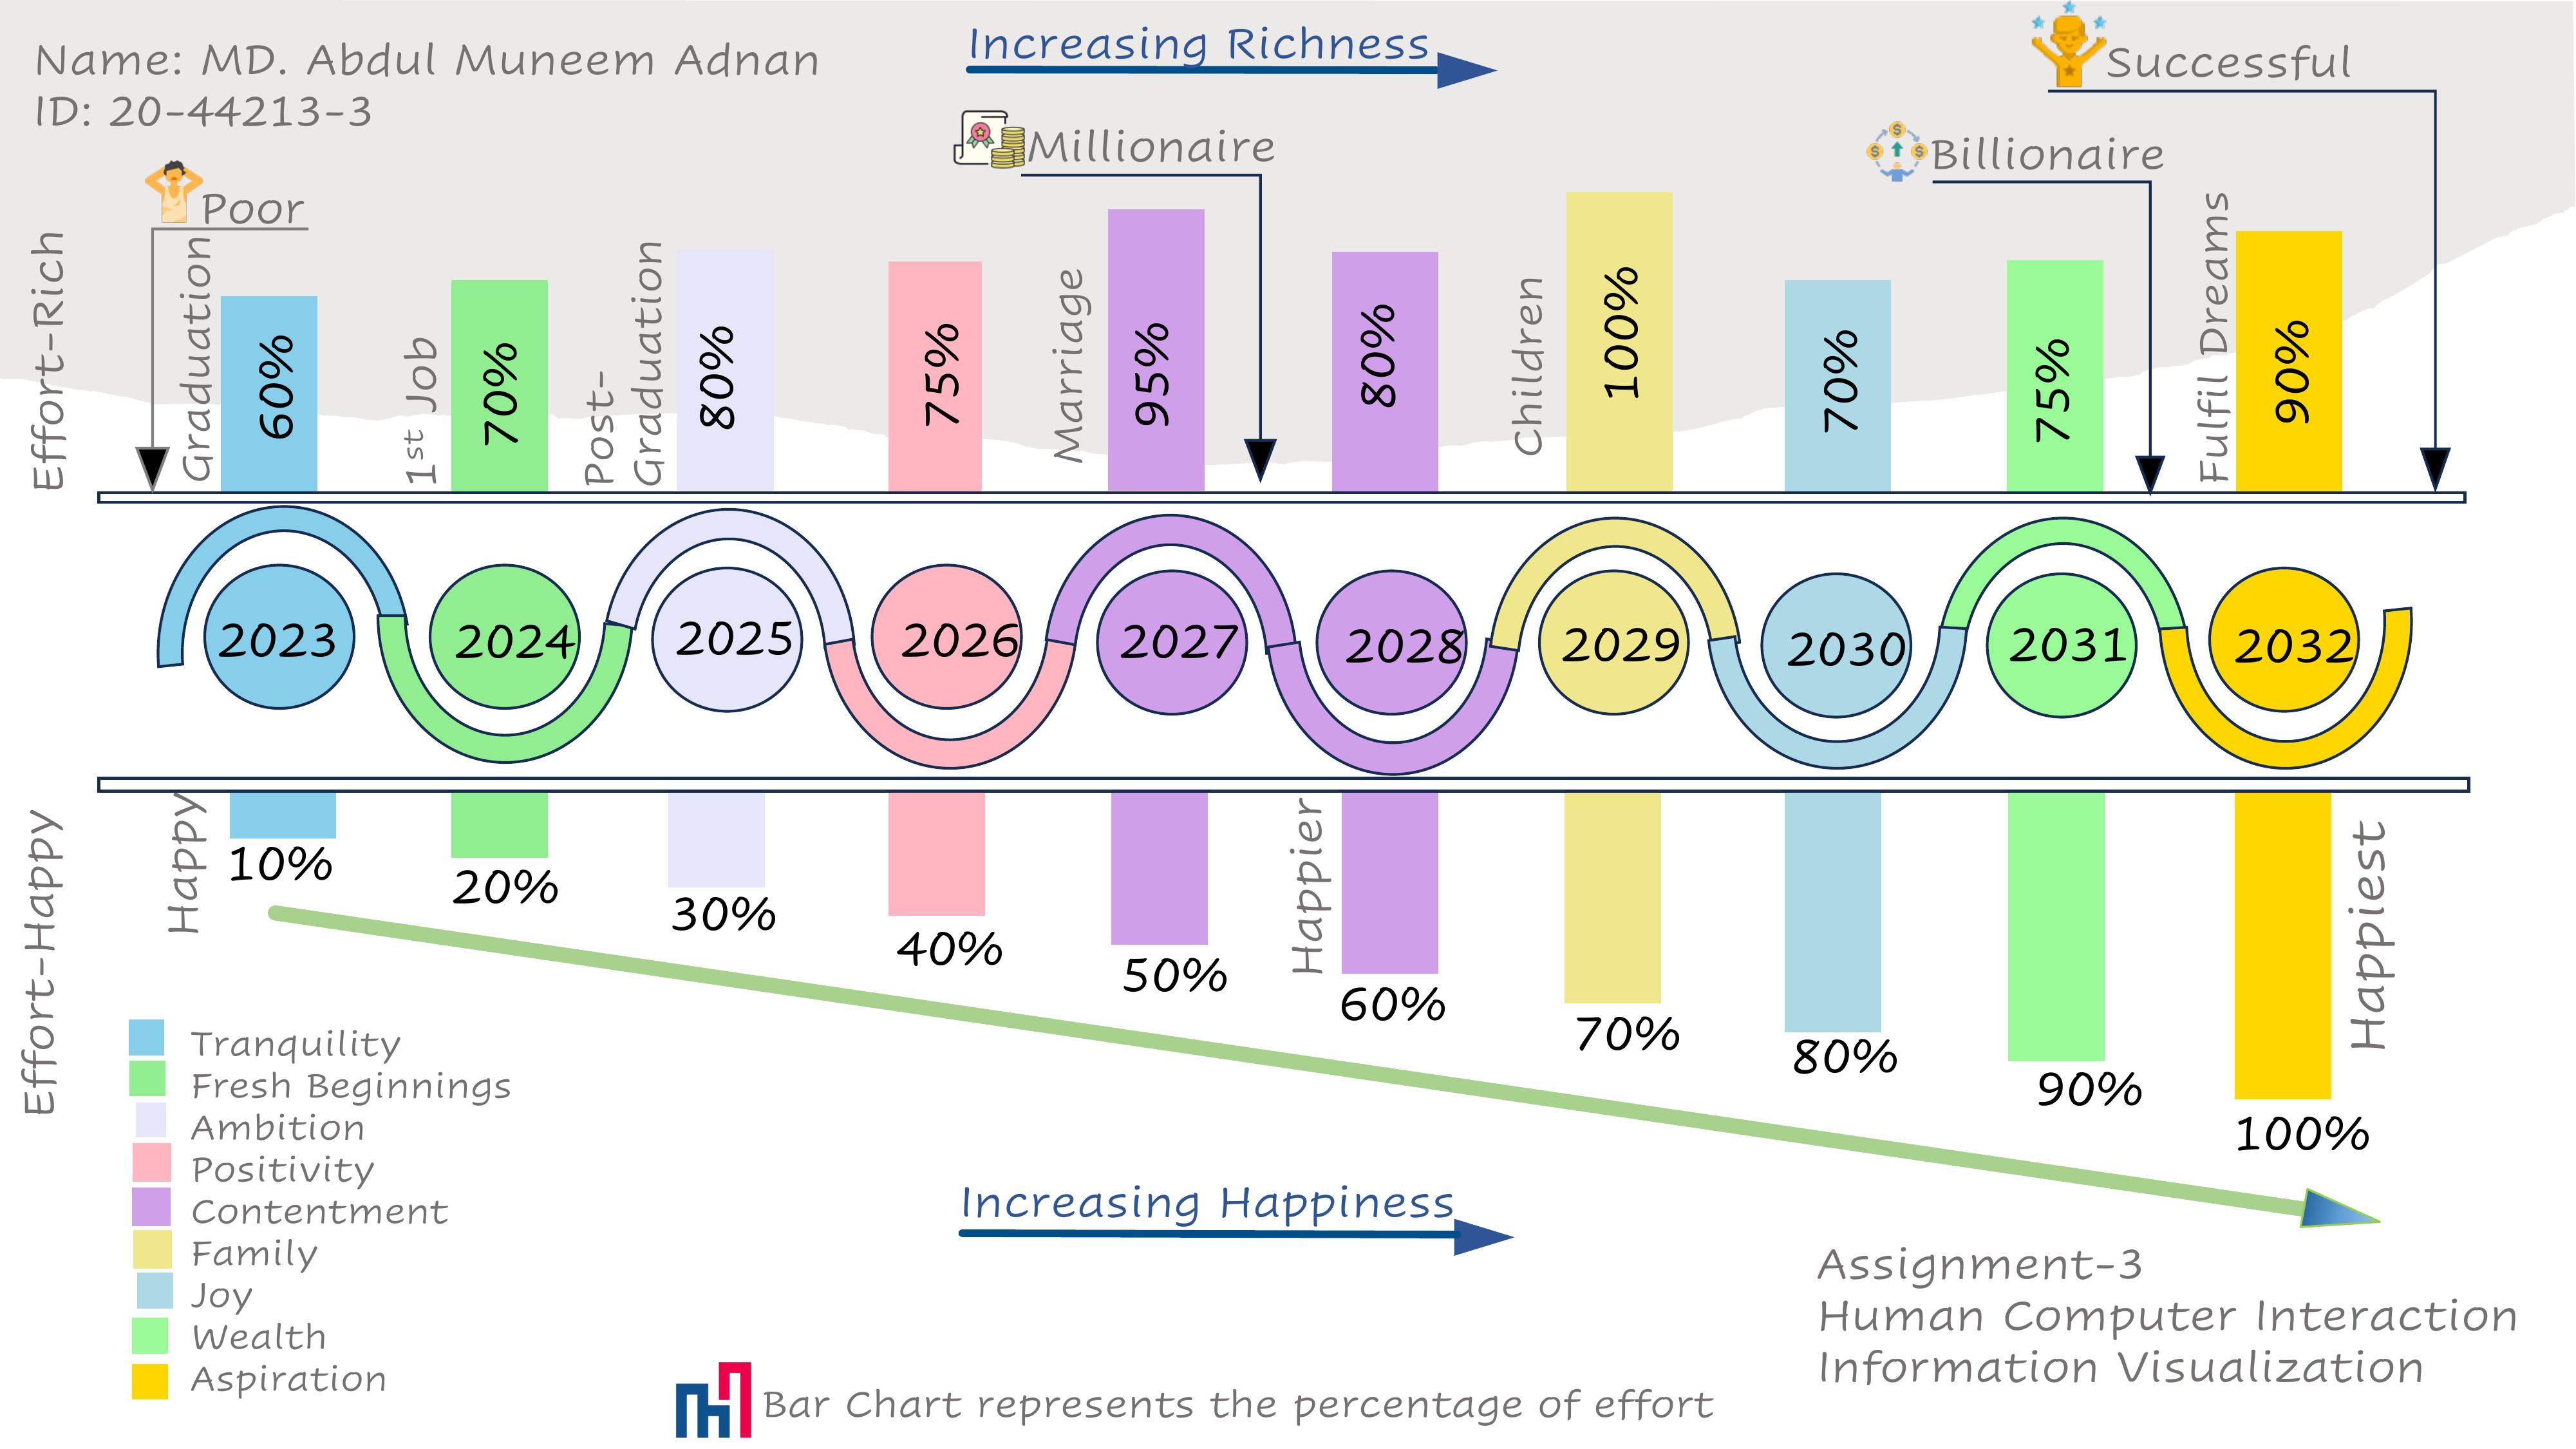 Name: MD. Abdul Muneem Adnan
ID: 20-44213-3
Increasing Richness
Successful
Millionaire
Billionaire
Poor
Effort-Rich
Graduation
60%
1st Job
70%
Post-
Graduation
80%
75%
Marriage
95%
80%
Children
100%
70%
75%
Fulfil Dreams
90%
2023
2024
2025
2026
2027
2028
2029
2030
2031
2032
Effort-Happy
Happy
10%
20%
30%
40%
50%
Happier
60%
70%
80%
90%
100%
Happiest
Tranquility
Fresh Beginnings
Ambition
Positivity
Contentment
Family
Joy
Wealth
Aspiration
Increasing Happiness
Assignment-3
Human Computer Interaction
Information Visualization
Bar Chart represents the percentage of effort